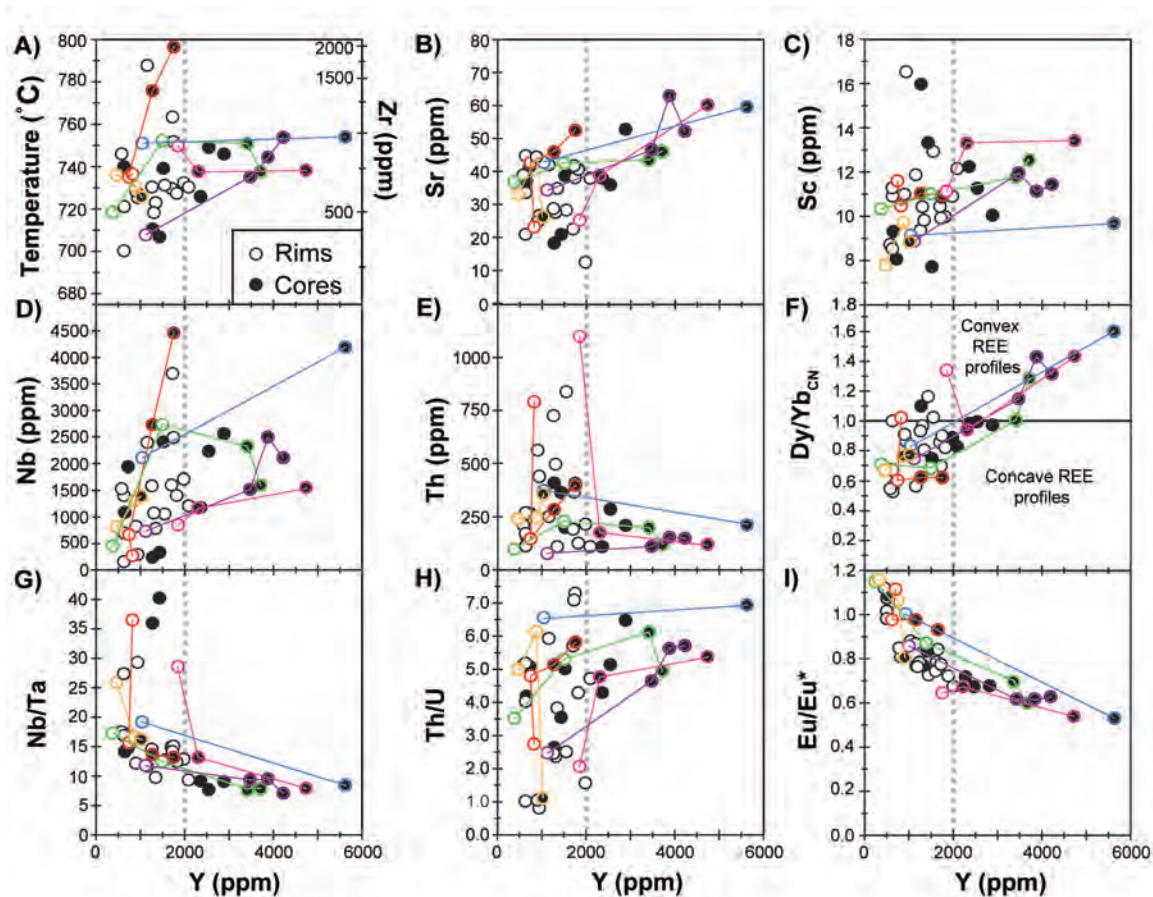 A)
B)
C)
Temperature (°C)
800
780
760
740
720
700
680
2000
1500
500
Zr (ppm)
Rims
Cores
Sr (ppm)
80
70
60
50
40
30
20
10
0
Sc (ppm)
18
16
14
12
10
8
6
D)
E)
F)
Nb (ppm)
4500
4000
3500
3000
2500
2000
1500
1000
500
0
Th (ppm)
1000
750
500
250
0
Dy/YbCN
1.8
1.6
1.4
1.2
1.0
0.8
0.6
0.4
0.2
Convex
REE
profiles
Concave REE
profiles
G)
H)
I)
Nb/Ta
40
35
30
25
20
15
10
5
0
Th/U
7.0
6.0
5.0
4.0
3.0
2.0
1.0
0.0
Eu/Eu*
1.2
1.0
0.8
0.6
0.4
0.2
0.0
0 2000 4000 6000
0 2000 4000 6000
0 2000 4000 6000
Y (ppm)
Y (ppm)
Y (ppm)